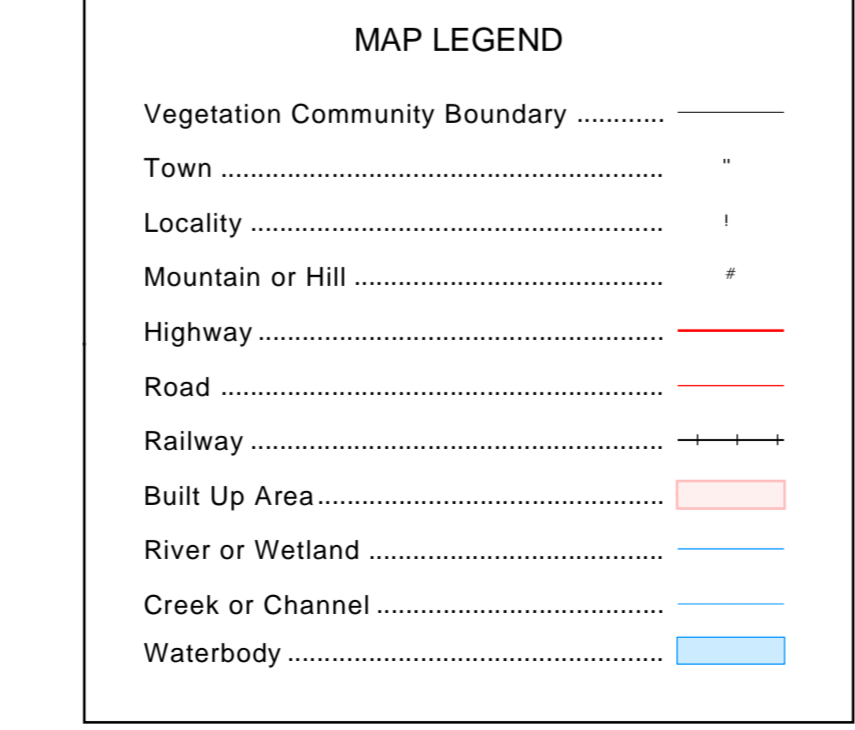 MAP LEGEND
Vegetation Community Boundary ............
Town ............................................................
Locality ........................................................
Mountain or Hill ..........................................
Highway .......................................................
Road ............................................................
Railway ........................................................
Built Up Area...............................................
River or Wetland ........................................
Creek or Channel .......................................
Waterbody ...................................................
"
!
#